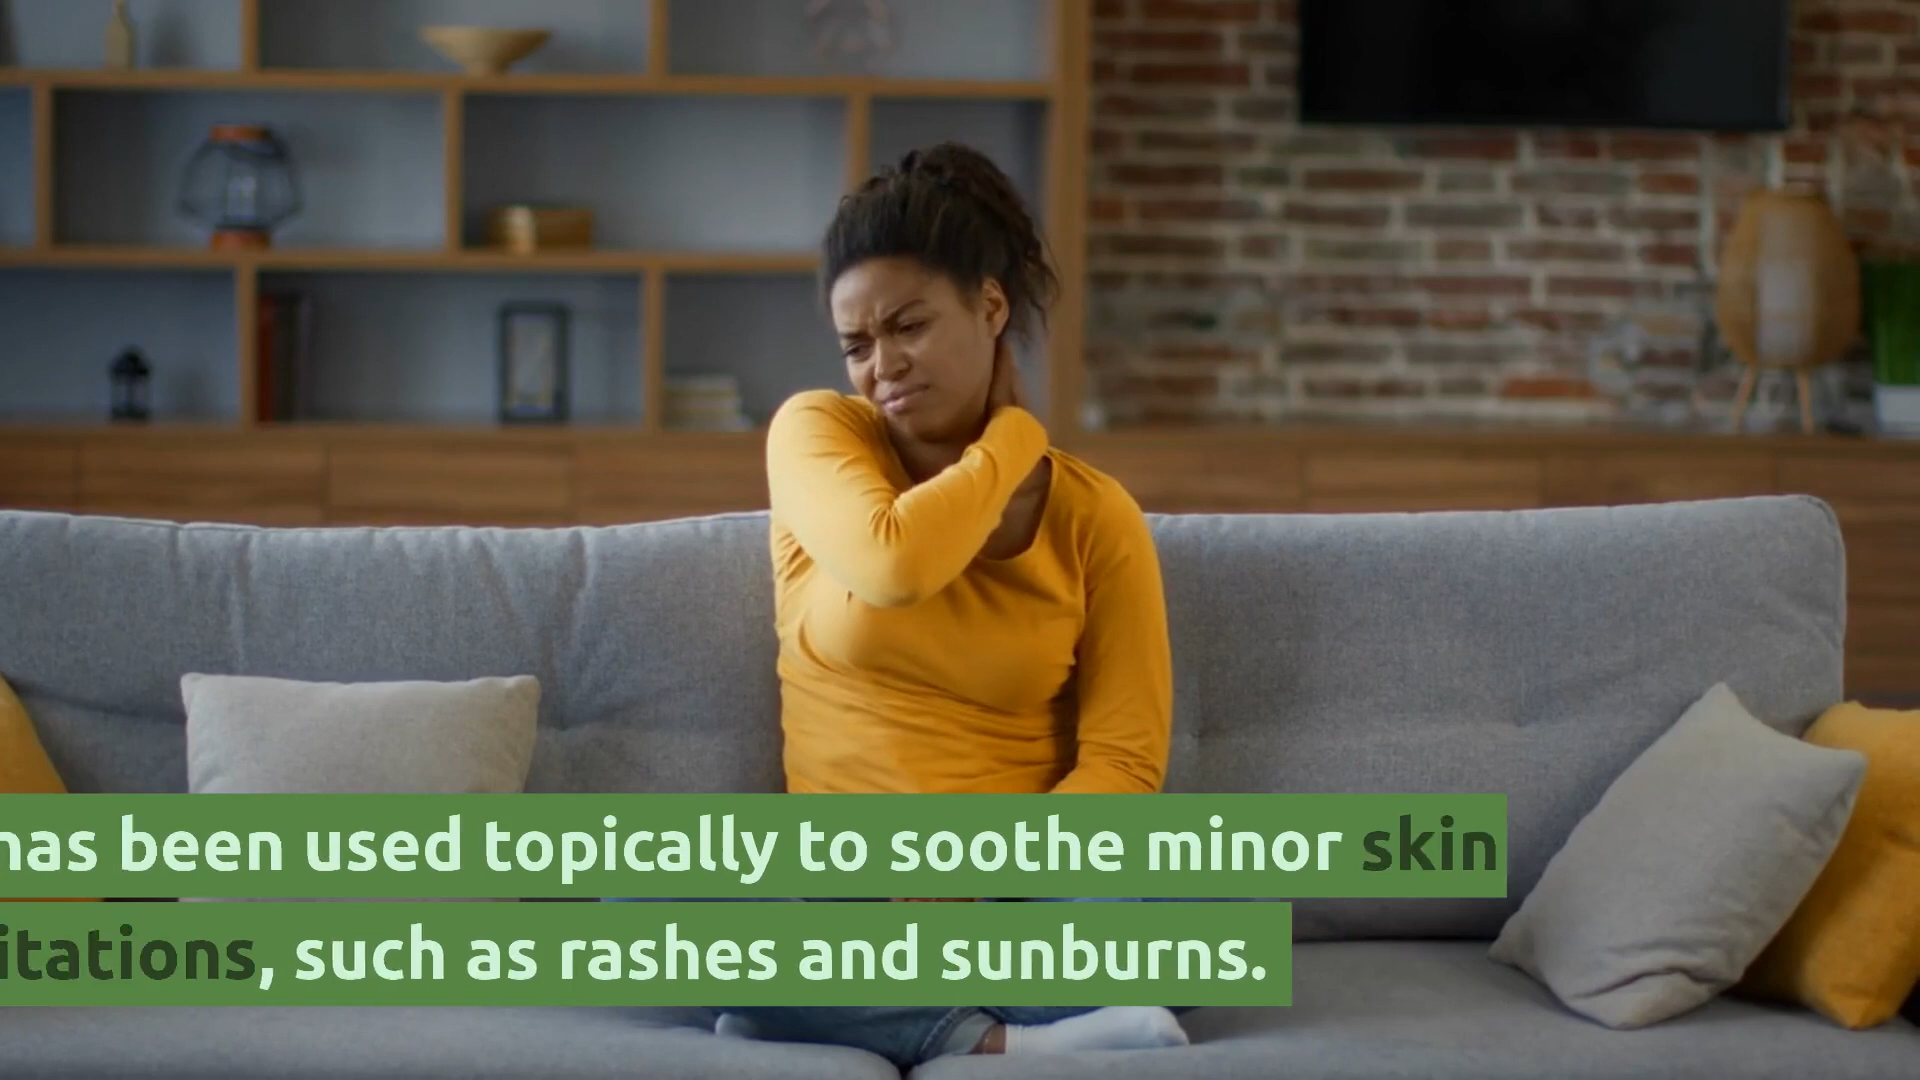 has been used topically to soothe minor skin
itations, such as rashes and sunburns.